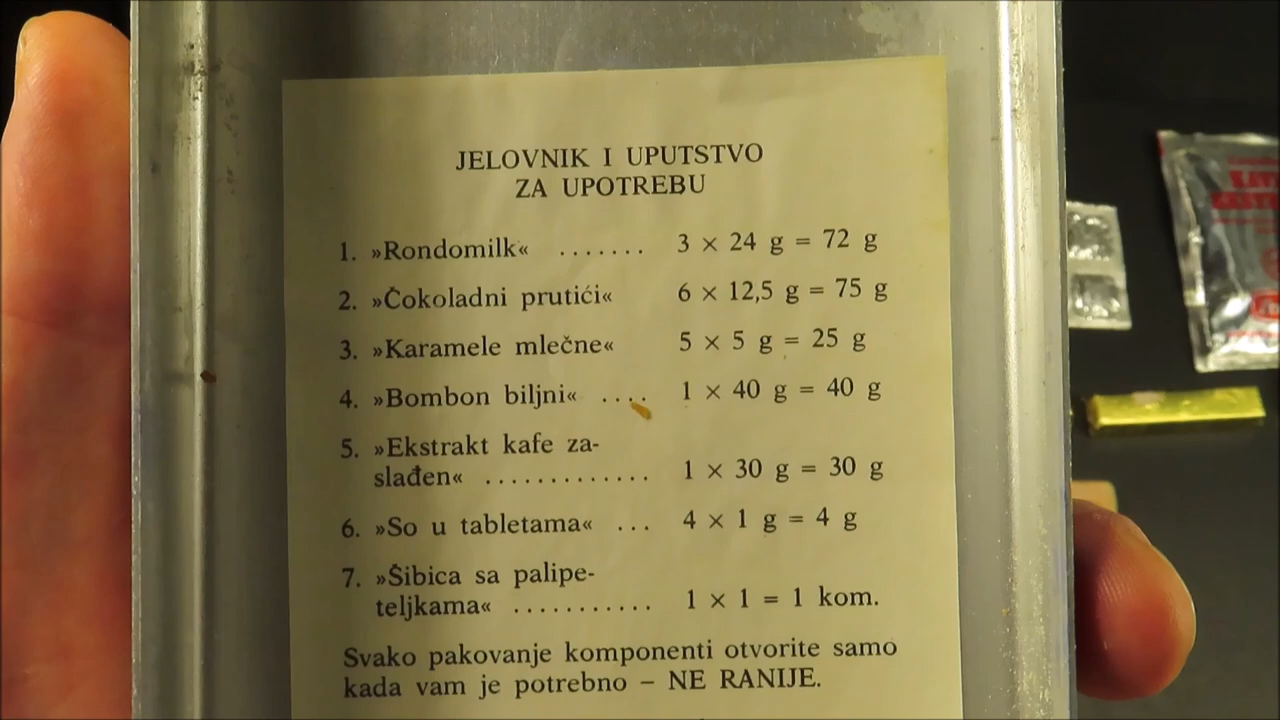 JELOVNIK I UPUTSTVO
ZA UPOTREBU
1. »Rondomilk« ....... 3 × 24 g = 72 g
2. »Čokoladni prutići« 6 × 12,5 g = 75 g
3. »Karamele mlečne« 5 × 5 g = 25 g
4. »Bombon biljni« .... 1 × 40 g = 40 g
5. »Ekstrakt kafe za-
slađen« ............. 1 × 30 g = 30 g
6. »So u tabletama« ... 4 × 1 g = 4 g
7. »Šibica sa palipe-
teljkama« ........... 1 × 1 = 1 kom.
Svako pakovanje komponenti otvorite samo
kada vam je potrebno – NE RANIJE.